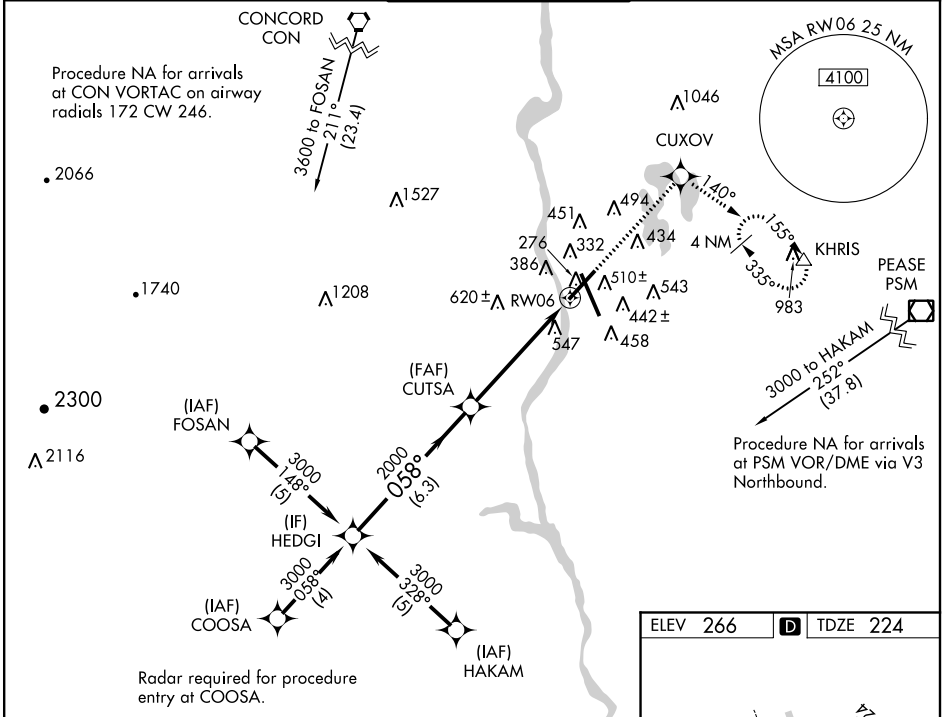 CONCORD
CON
Procedure NA for arrivals
at CON VORTAC on airway
radials 172 CW 246.
3600 to FOSAN
211°
(23.4)
MSA RW06 25 NM
4100
1046
CUXOV
140°
2066
1527
494
451
434
332
276
386
4 NM
155°
335°
KHRIS
983
PEASE
PSM
1740
1208
620 ±
RW06
510 ±
543
442 ±
547
458
3000 to HAKAM
252°
(37.8)
(FAF)
CUTSA
2300
2116
(IAF)
FOSAN
3000
148°
(5)
2000
058°
(6.3)
Procedure NA for arrivals
at PSM VOR/DME via V3
Northbound.
(IF)
HEDGI
3000
058°
(4)
3000
328°
(5)
(IAF)
COOSA
(IAF)
HAKAM
Radar required for procedure
entry at COOSA.
ELEV 266
D
TDZE 224
24